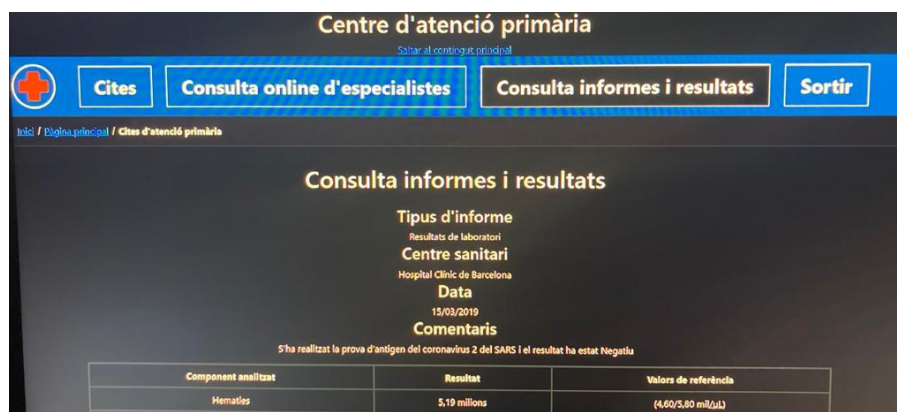 Centre d'atenció primària
Saltar al contingut principal
Cites
Consulta online d'especialistes
Consulta informes i resultats
Sortir
Inici / Pàgina principal / Cites d'atenció primària
Consulta informes i resultats
Tipus d'informe
Resultats de laboratori
Centre sanitari
Hospital Clínic de Barcelona
Data
15/03/2019
Comentaris
S'ha realitzat la prova d'antigen del coronavirus 2 del SARS i el resultat ha estat Negatiu
Component analitzat Resultat Valors de referència
Hematies 5,19 milions (4,60/5,80 mil/µL)